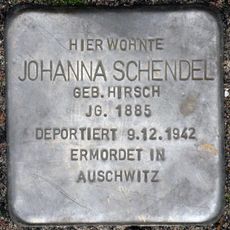 HIER WOHNTE
JOHANNA SCHENDEL
GEB. HIRSCH
JG. 1885
DEPORTIERT 9.12.1942
ERMORDET IN
AUSCHWITZ